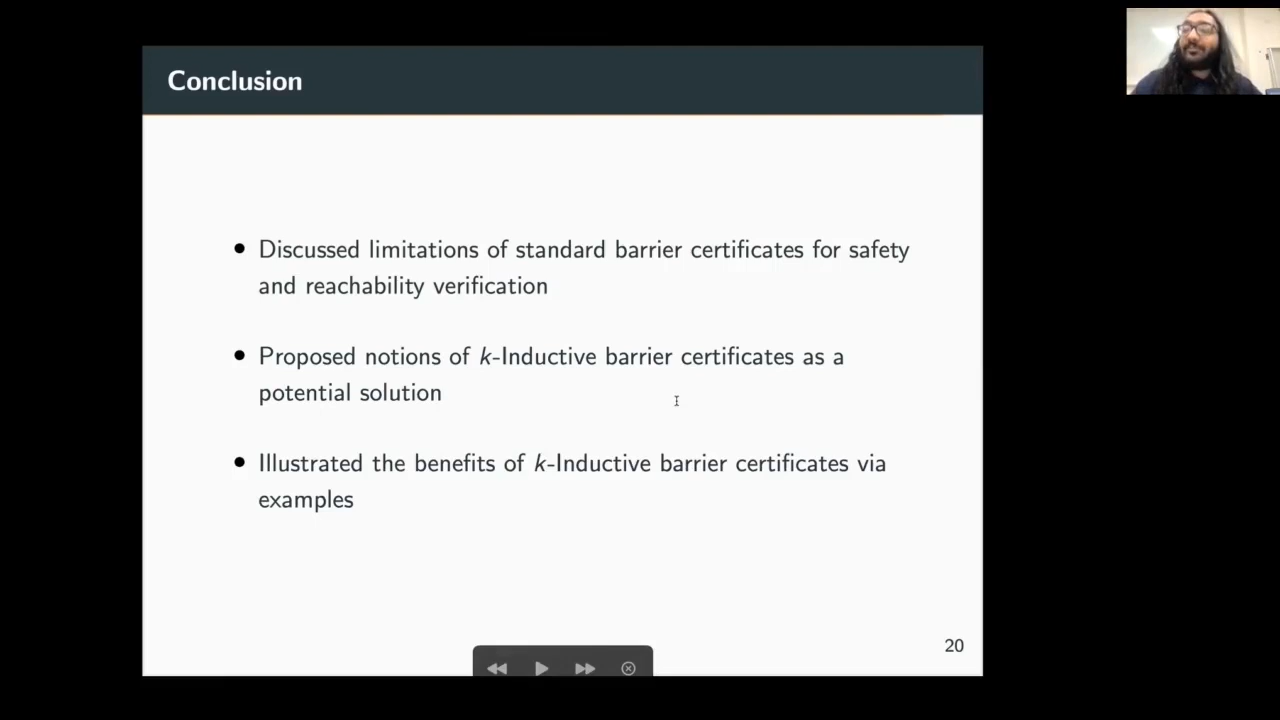 Conclusion
• Discussed limitations of standard barrier certificates for safety
and reachability verification
• Proposed notions of k-Inductive barrier certificates as a
potential solution
• Illustrated the benefits of k-Inductive barrier certificates via
examples
20